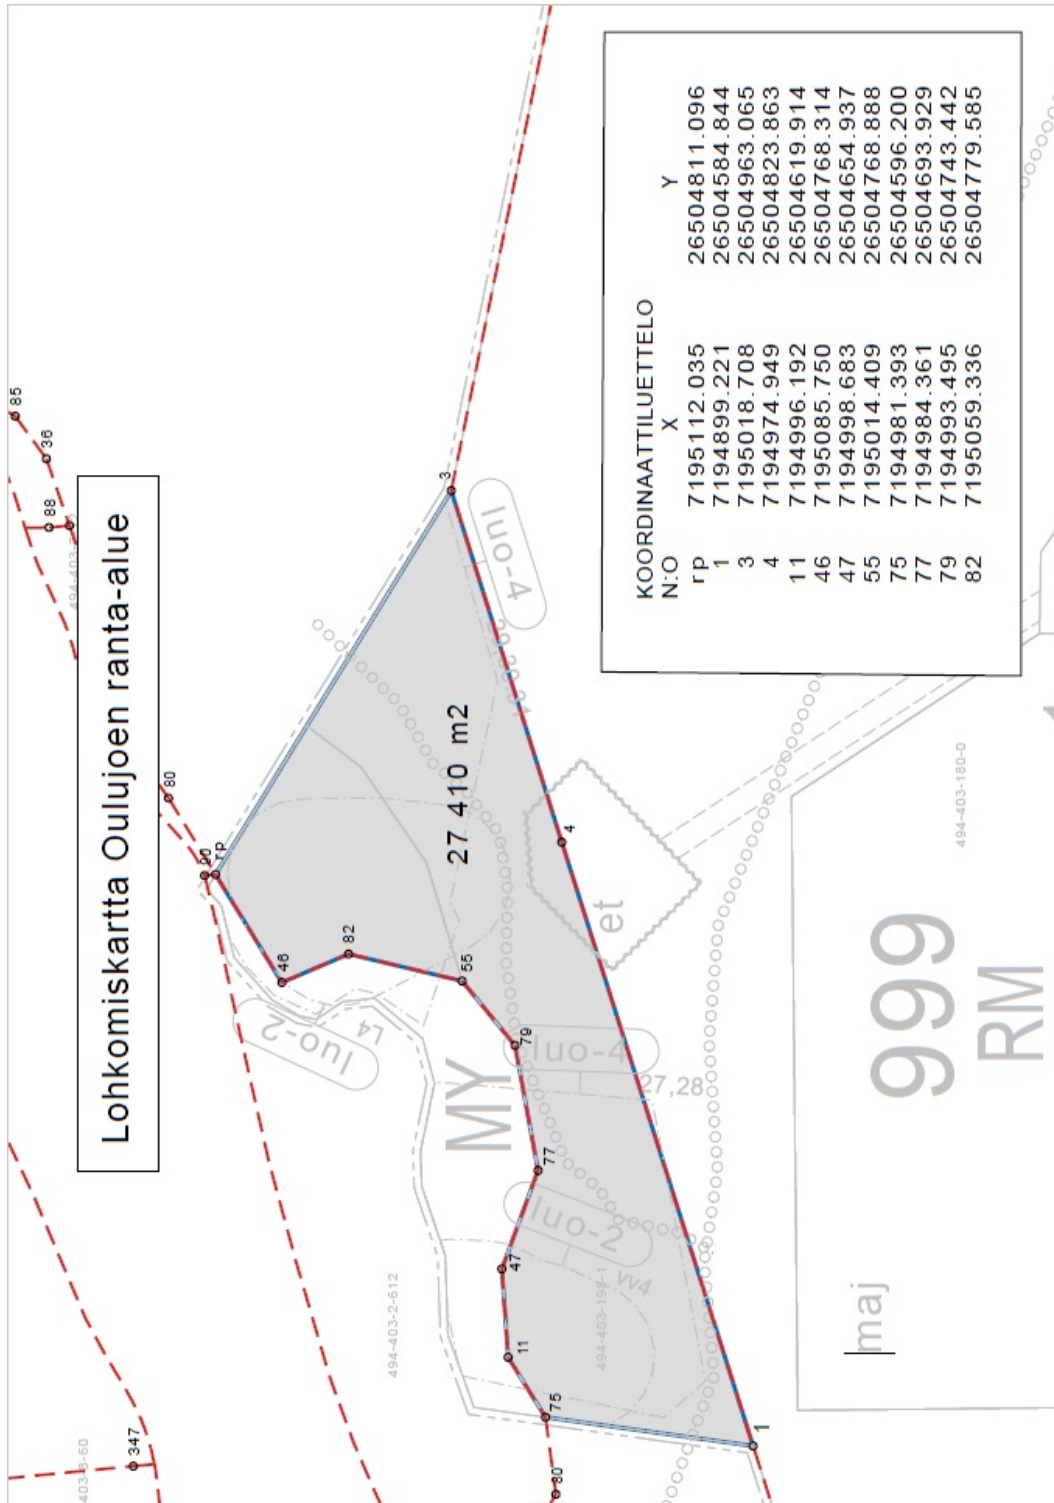 Lohkomiskartta Oulujoen ranta-alue
KOORDINAATTILUETTELO
N:O X Y
rp 7195112.035 26504811.096
1 7194899.221 26504584.844
3 7195018.708 26504963.065
4 7194974.949 26504823.863
11 7194996.192 26504619.914
46 7195085.750 26504768.314
47 7194998.683 26504654.937
55 7195014.409 26504768.888
75 7194981.393 26504596.200
77 7194984.361 26504693.929
79 7194993.495 26504743.442
82 7195059.336 26504779.585
27 410 m2
85
36
88
80
rp
3
46
82
55
79
77
47
11
75
80
1
4
347
luo-4
luo-2
L4
MY
luo-4
27,28
luo-2
vv4
et
494-403-2-612
494-403-180-0
999
RM
maj